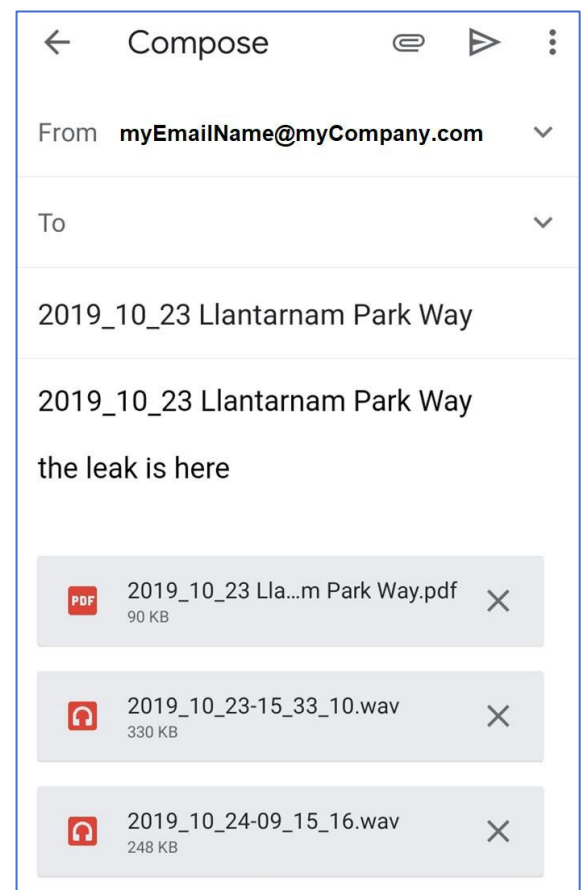 Compose
From myEmailName@myCompany.com
To
2019_10_23 Llantarnam Park Way
2019_10_23 Llantarnam Park Way
the leak is here
PDF 2019_10_23 Lla...m Park Way.pdf
90 KB
2019_10_23-15_33_10.wav
330 KB
2019_10_24-09_15_16.wav
248 KB